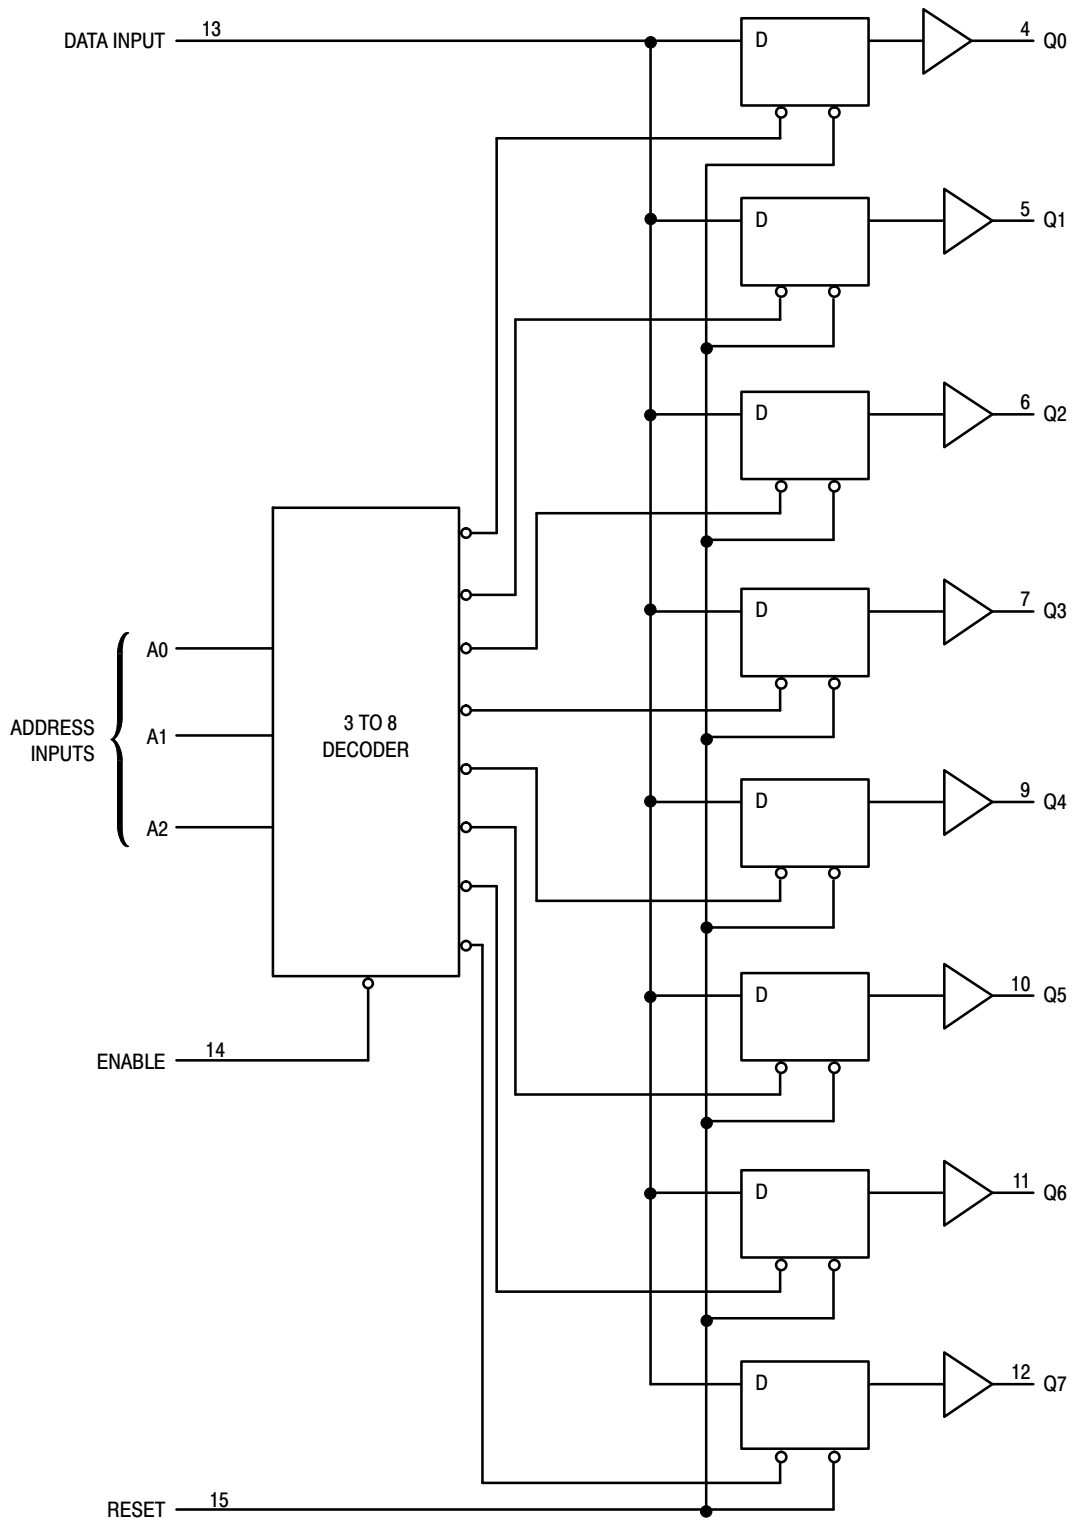 DATA INPUT 13
D
4 Q0
D
5 Q1
D
6 Q2
D
7 Q3
ADDRESS
INPUTS
A0
A1
A2
3 TO 8
DECODER
D
9 Q4
D
10 Q5
ENABLE 14
D
11 Q6
D
12 Q7
RESET 15